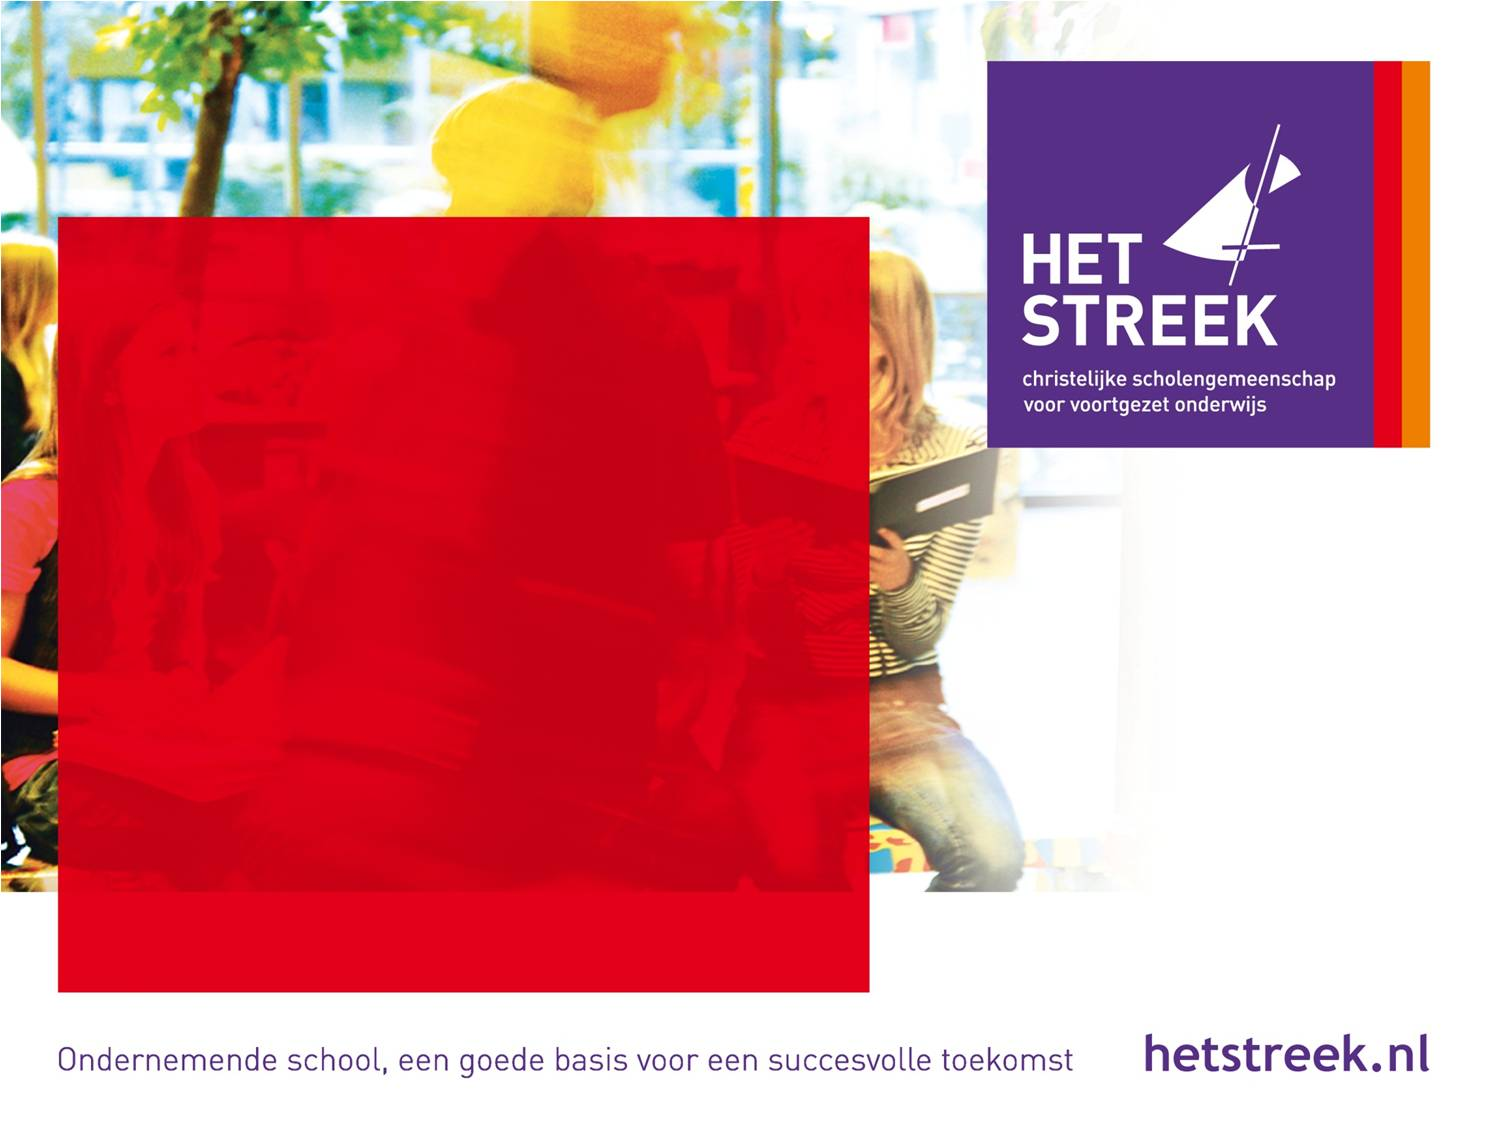 HET
STREEK
christelijke scholengemeenschap
voor voortgezet onderwijs
Ondernemende school, een goede basis voor een succesvolle toekomst
hetstreek.nl